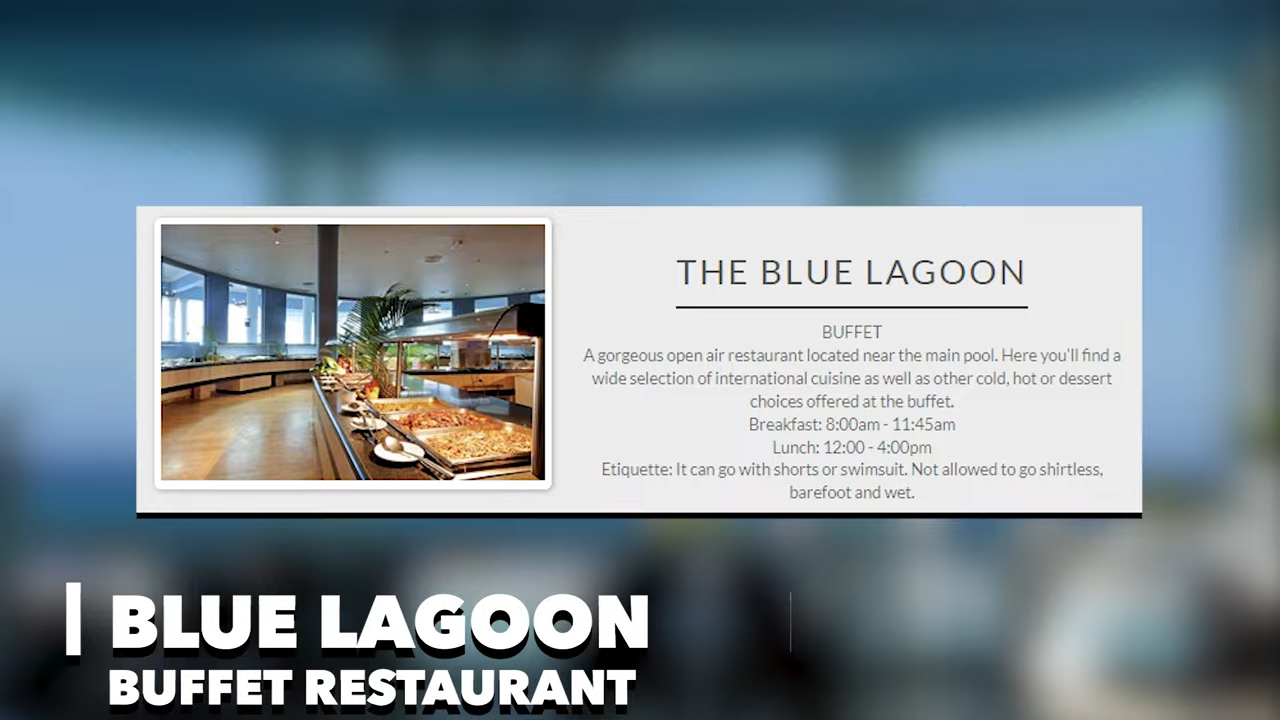 THE BLUE LAGOON
BUFFET
A gorgeous open air restaurant located near the main pool. Here you'll find a
wide selection of international cuisine as well as other cold, hot or dessert
choices offered at the buffet.
Breakfast: 8:00am - 11:45am
Lunch: 12:00 - 4:00pm
Etiquette: It can go with shorts or swimsuit. Not allowed to go shirtless,
barefoot and wet.
BLUE LAGOON
BUFFET RESTAURANT